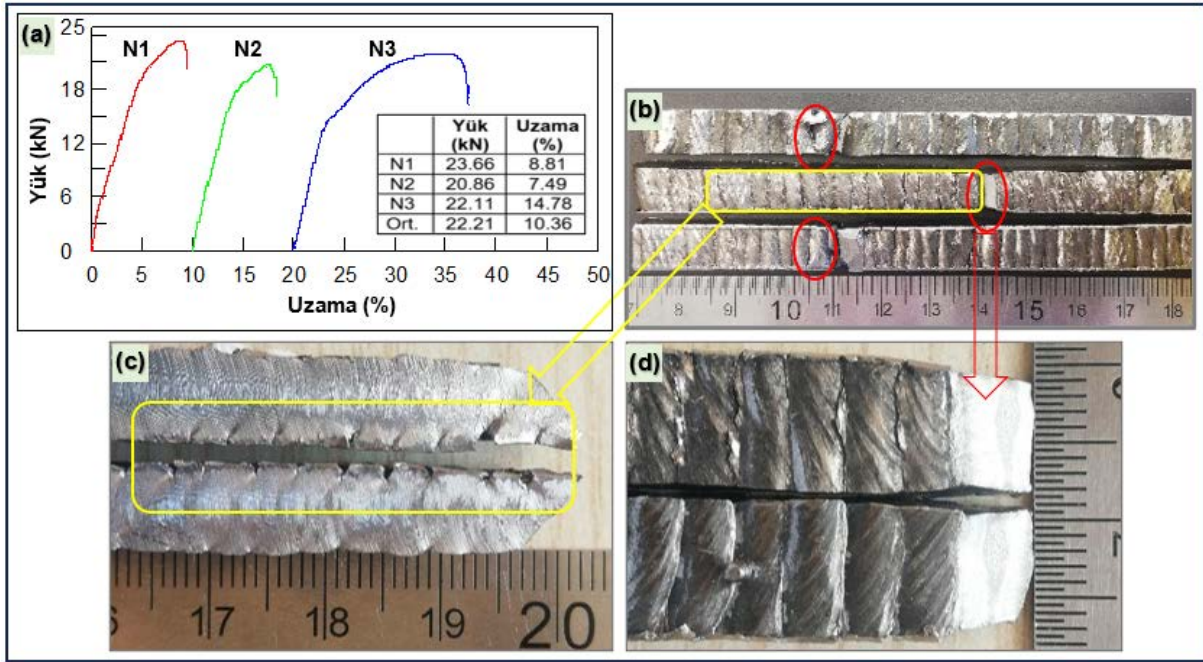 (a)
25
24
18
12
6
0
Yük (kN)
N1
N2
N3
Yük (kN) Uzama (%)
N1 23.66 8.81
N2 20.86 7.49
N3 22.11 14.78
Ort. 22.21 10.36
0 5 10 15 20 25 30 35 40 45 50
Uzama (%)
(b)
8 9 10 11 12 13 14 15 16 17 18
(c)
17 18 19 20
(d)